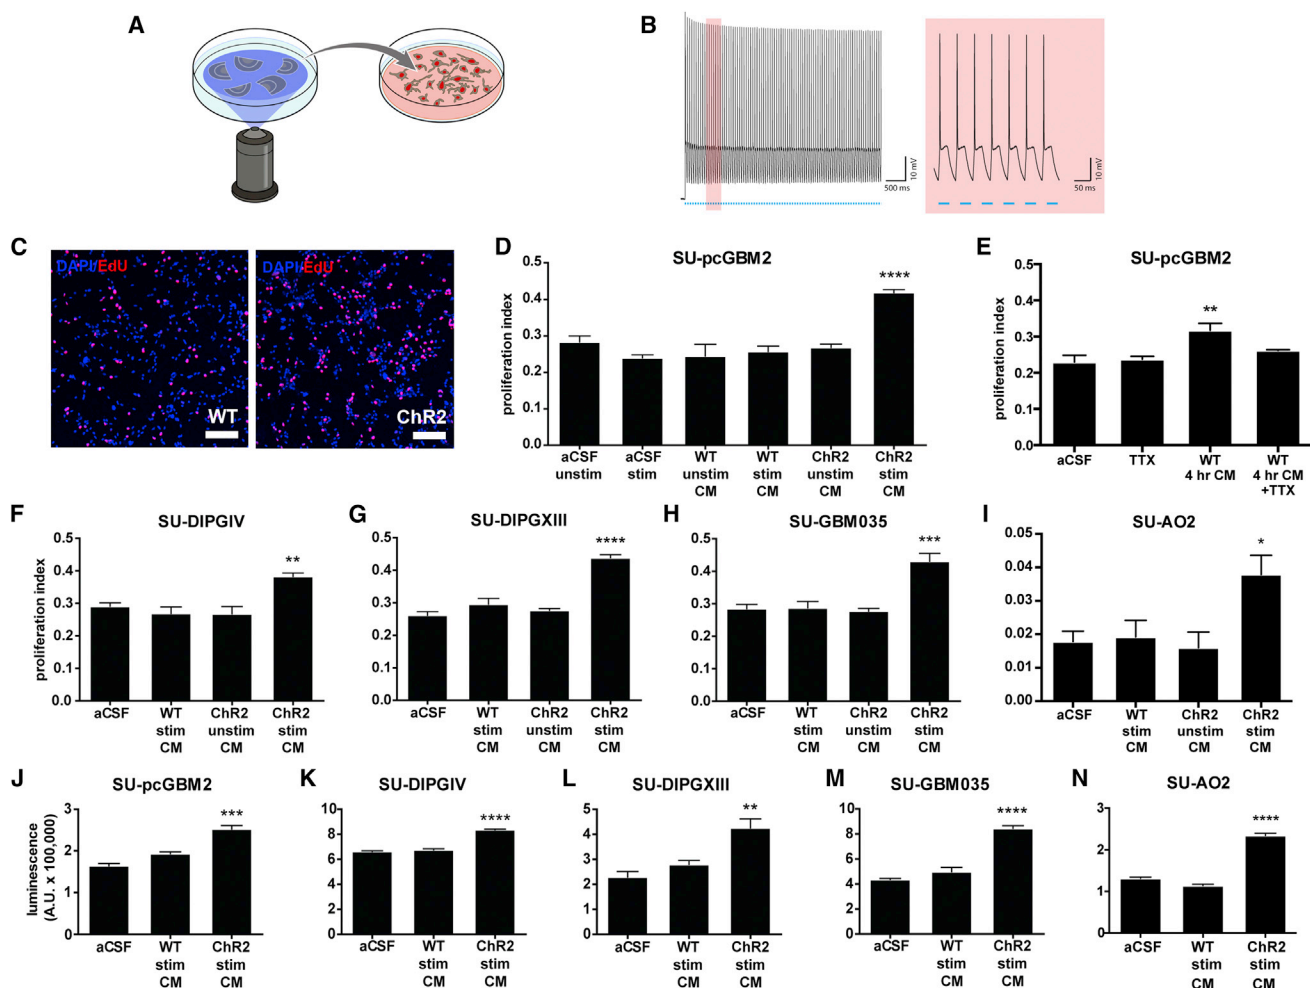 A
B
10 mV
500 ms
10 mV
50 ms
C
DAPI/EdU
WT
DAPI/EdU
ChR2
D
SU-pcGBM2
proliferation index
0.5
0.4
0.3
0.2
0.1
0.0
****
aCSF unstim
aCSF stim
WT unstim CM
WT stim CM
ChR2 unstim CM
ChR2 stim CM
E
SU-pcGBM2
proliferation index
0.5
0.4
0.3
0.2
0.1
**
aCSF
TTX
WT 4 hr CM
WT 4 hr CM +TTX
F
SU-DIPGIV
proliferation index
0.5
0.4
0.3
0.2
0.1
0.0
**
aCSF
WT stim CM
ChR2 unstim CM
ChR2 stim CM
G
SU-DIPGXIII
0.5
0.4
0.3
0.2
0.1
0.0
****
aCSF
WT stim CM
ChR2 unstim CM
ChR2 stim CM
H
SU-GBM035
0.5
0.4
0.3
0.2
0.1
0.0
***
aCSF
WT stim CM
ChR2 unstim CM
ChR2 stim CM
I
SU-AO2
0.05
0.04
0.03
0.02
0.01
0.00
*
aCSF
WT stim CM
ChR2 unstim CM
ChR2 stim CM
J
SU-pcGBM2
luminescence
(A.U. x 100,000)
3
2
1
0
***
aCSF
WT stim CM
ChR2 stim CM
K
SU-DIPGIV
10
8
6
4
2
0
****
aCSF
WT stim CM
ChR2 stim CM
L
SU-DIPGXIII
5
4
3
2
1
0
**
aCSF
WT stim CM
ChR2 stim CM
M
SU-GBM035
10
8
6
4
2
0
****
aCSF
WT stim CM
ChR2 stim CM
N
SU-AO2
3
2
1
0
****
aCSF
WT stim CM
ChR2 stim CM